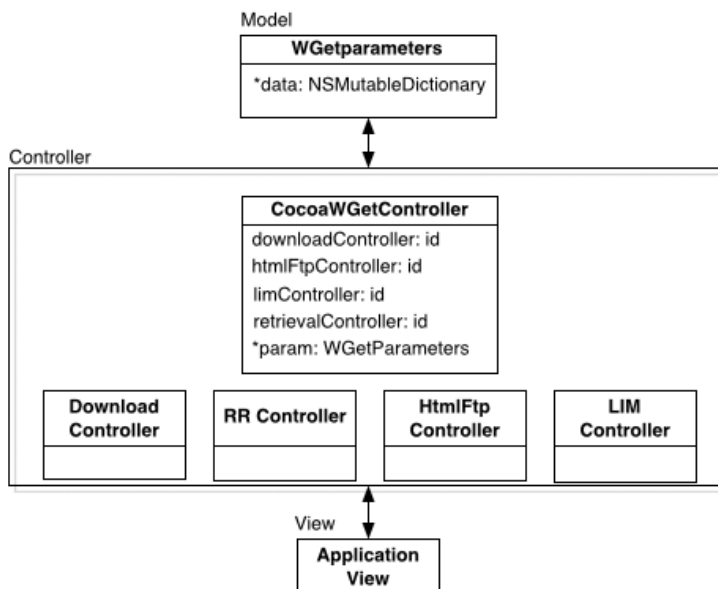 Model
WGetparameters
*data: NSMutableDictionary
Controller
CocoaWGetController
downloadController: id
htmlFtpController: id
limController: id
retrievalController: id
*param: WGetParameters
Download
Controller
RR Controller
HtmlFtp
Controller
LIM
Controller
View
Application
View